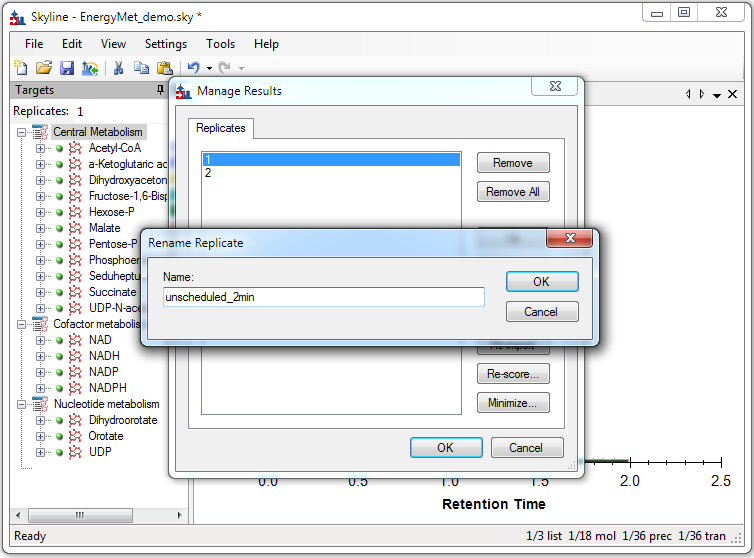 Skyline - EnergyMet_demo.sky *
File Edit View Settings Tools Help
Targets
Replicates: 1
Central Metabolism
Acetyl-CoA
a-Ketoglutaric ac
Dihydroxyaceton
Fructose-1,6-Bisp
Hexose-P
Malate
Pentose-P
Phosphoen
Seduheptu
Succinate
UDP-N-ace
Cofactor metabolis
NAD
NADH
NADP
NADPH
Nucleotide metabolism
Dihydroorotate
Orotate
UDP
Manage Results
Replicates
1
2
Remove
Remove All
Rename Replicate
Name:
unscheduled_2min
OK
Cancel
Re-score...
Minimize...
OK Cancel
0.0 0.5 1.0 1.5 2.0 2.5
Retention Time
Ready 1/3 list 1/18 mol 1/36 prec 1/36 tran